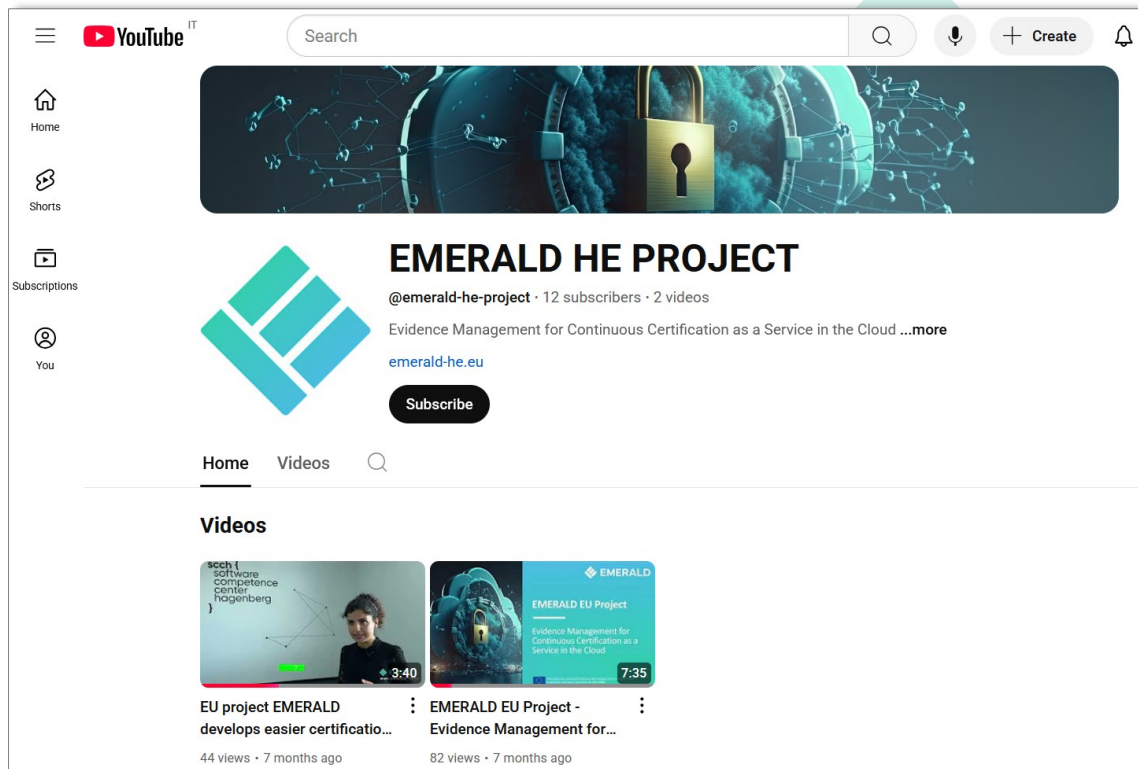 YouTube IT
Search
Create
Home
Shorts
Subscriptions
You
EMERALD HE PROJECT
@emerald-he-project · 12 subscribers · 2 videos
Evidence Management for Continuous Certification as a Service in the Cloud ...more
emerald-he.eu
Subscribe
Home Videos
Videos
scch {
software
competence
center
hagenberg
}
3:40
EMERALD
EMERALD EU Project
Evidence Management for
Continuous Certification as a
Service in the Cloud
7:35
EU project EMERALD
develops easier certificatio...
44 views · 7 months ago
EMERALD EU Project -
Evidence Management for...
82 views · 7 months ago